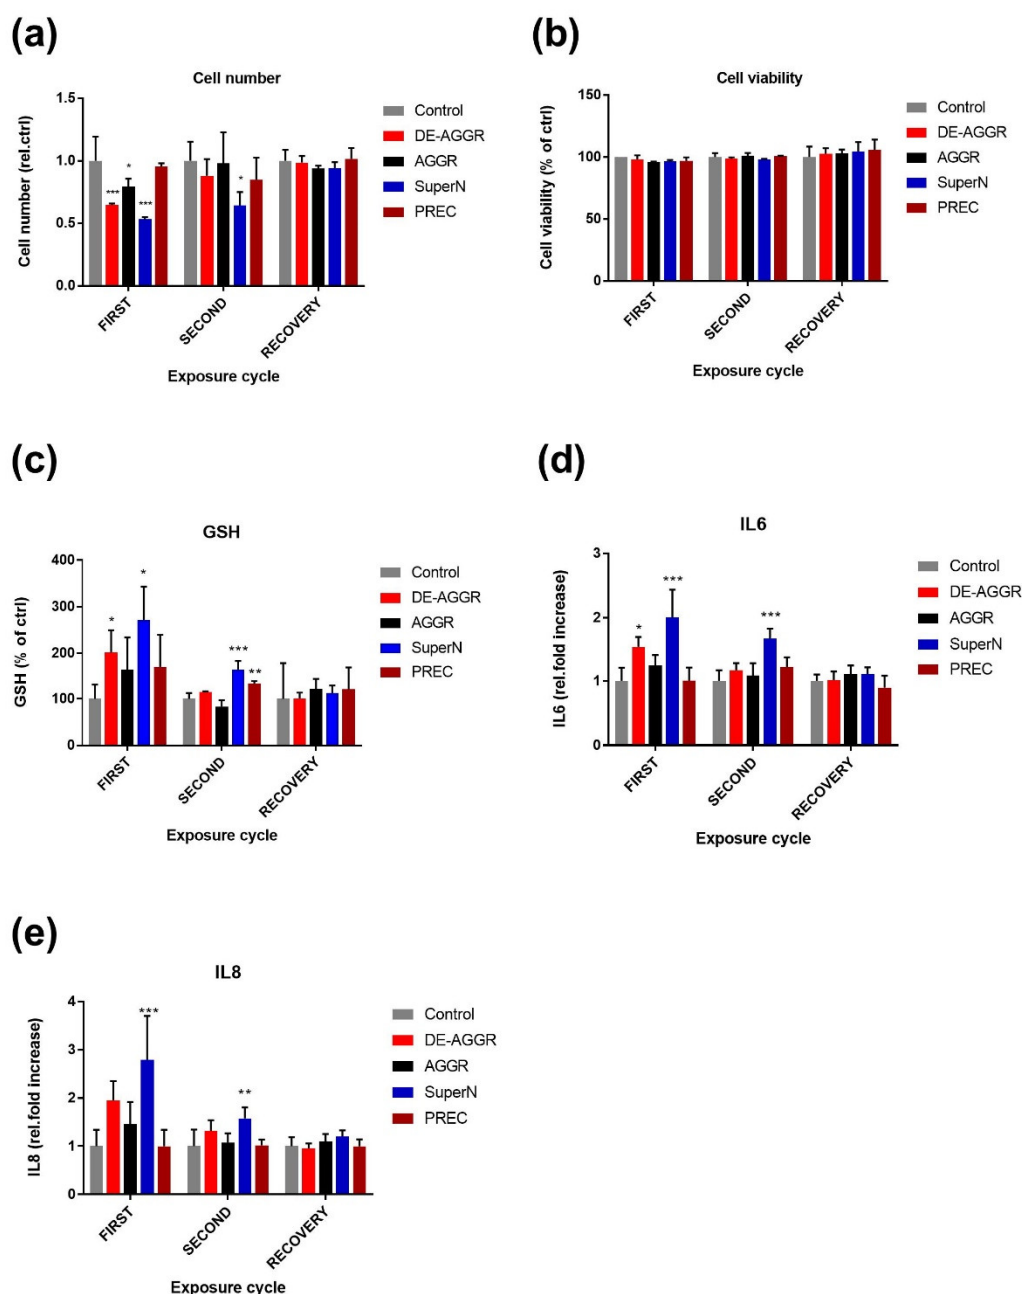 (a)
Cell number
Cell number (rel.ctrl)
1.5
1.0
0.5
0.0
***
*
***
*
FIRST
SECOND
RECOVERY
Exposure cycle
Control
DE-AGGR
AGGR
SuperN
PREC
(b)
Cell viability
Cell viability (% of ctrl)
150
100
50
0
FIRST
SECOND
RECOVERY
Exposure cycle
Control
DE-AGGR
AGGR
SuperN
PREC
(c)
GSH
GSH (% of ctrl)
400
300
200
100
0
*
*
***
**
FIRST
SECOND
RECOVERY
Exposure cycle
Control
DE-AGGR
AGGR
SuperN
PREC
(d)
IL6
IL6 (rel.fold increase)
3
2
1
0
*
***
***
FIRST
SECOND
RECOVERY
Exposure cycle
Control
DE-AGGR
AGGR
SuperN
PREC
(e)
IL8
IL8 (rel.fold increase)
4
3
2
1
0
***
**
FIRST
SECOND
RECOVERY
Exposure cycle
Control
DE-AGGR
AGGR
SuperN
PREC